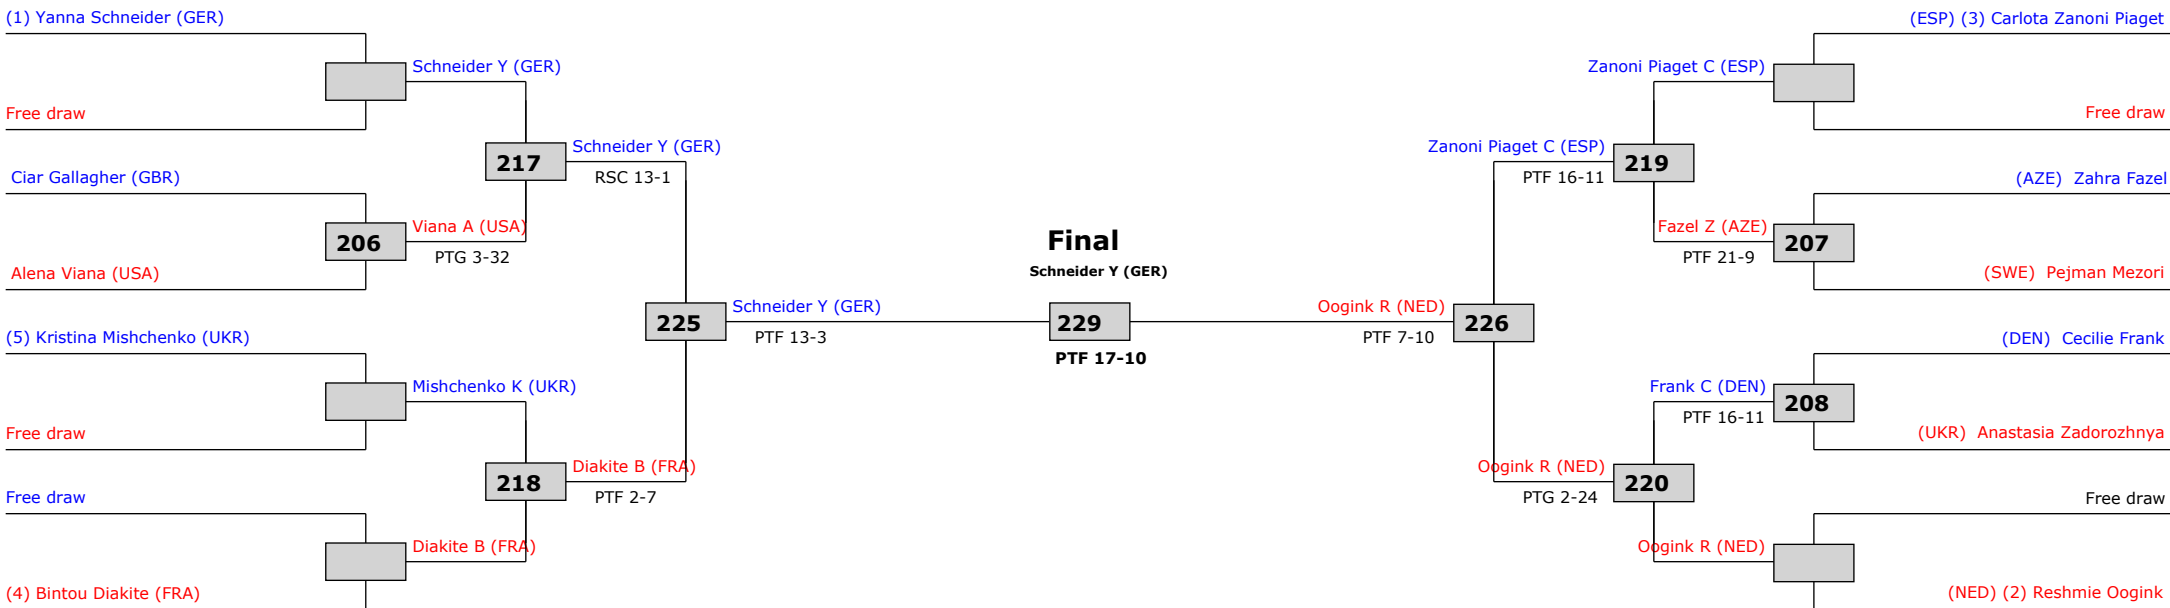 (1) Yanna Schneider (GER)
(ESP) (3) Carlota Zanoni Piaget
Schneider Y (GER)
Zanoni Piaget C (ESP)
Free draw
Free draw
217
Schneider Y (GER)
RSC 13-1
Zanoni Piaget C (ESP)
PTF 16-11
219
Ciar Gallagher (GBR)
(AZE) Zahra Fazel
206
Viana A (USA)
PTG 3-32
Fazel Z (AZE)
PTF 21-9
207
Alena Viana (USA)
(SWE) Pejman Mezori
Final
Schneider Y (GER)
225
Schneider Y (GER)
PTF 13-3
229
PTF 17-10
Oogink R (NED)
PTF 7-10
226
(5) Kristina Mishchenko (UKR)
(DEN) Cecilie Frank
Mishchenko K (UKR)
Frank C (DEN)
PTF 16-11
208
Free draw
(UKR) Anastasia Zadorozhnya
218
Diakite B (FRA)
PTF 2-7
Oogink R (NED)
PTG 2-24
220
Free draw
Free draw
Diakite B (FRA)
Oogink R (NED)
(4) Bintou Diakite (FRA)
(NED) (2) Reshmie Oogink